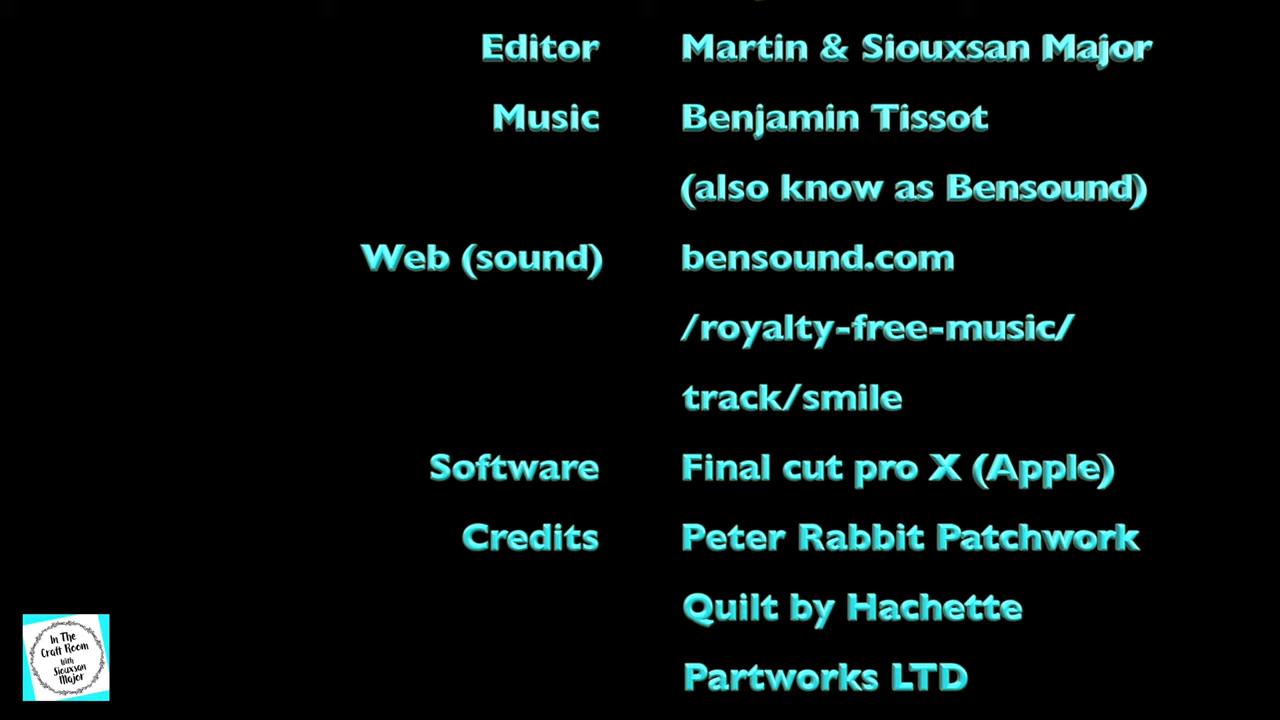 Editor Martin & Siouxsan Major
Music Benjamin Tissot
(also know as Bensound)
Web (sound) bensound.com
/royalty-free-music/
track/smile
Software Final cut pro X (Apple)
Credits Peter Rabbit Patchwork
Quilt by Hachette
Partworks LTD
In The
Craft Room
With
Siouxsan
Major